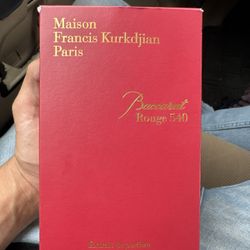 Maison
Francis Kurkdjian
Paris
Baccarat
Rouge 540
Extrait de parfum